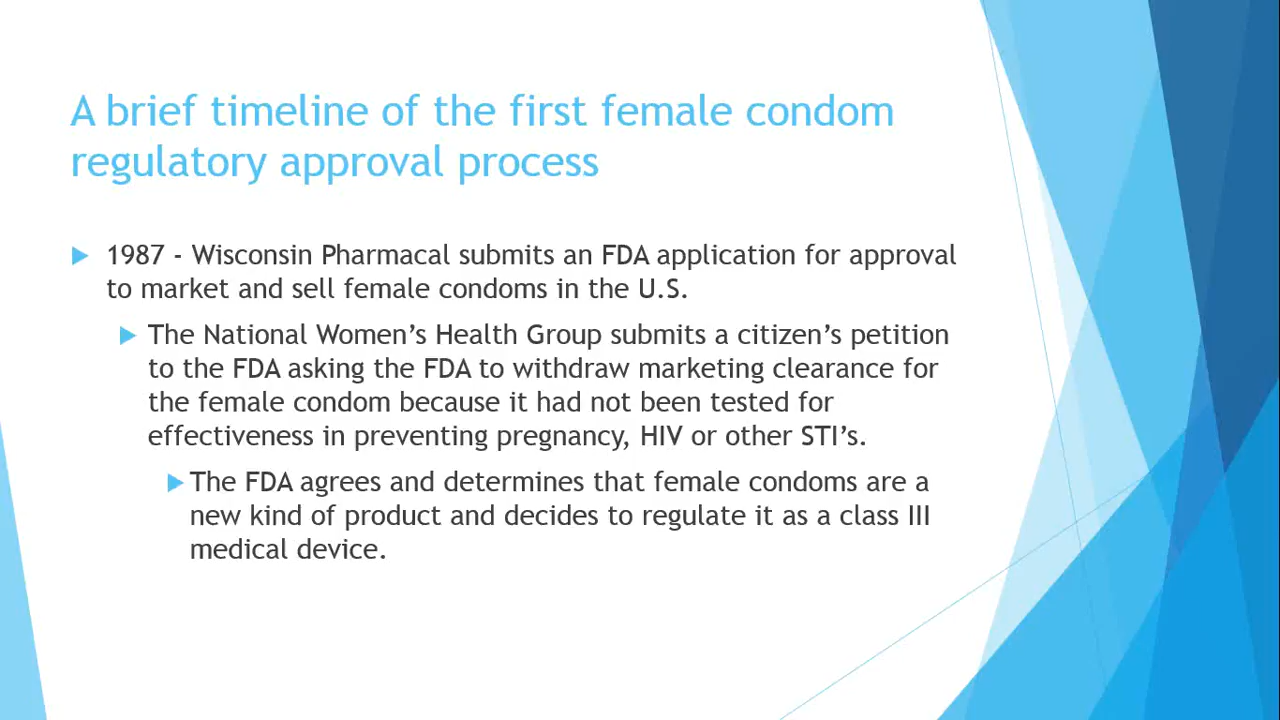 A brief timeline of the first female condom
regulatory approval process
1987 - Wisconsin Pharmacal submits an FDA application for approval
to market and sell female condoms in the U.S.
The National Women’s Health Group submits a citizen’s petition
to the FDA asking the FDA to withdraw marketing clearance for
the female condom because it had not been tested for
effectiveness in preventing pregnancy, HIV or other STI’s.
The FDA agrees and determines that female condoms are a
new kind of product and decides to regulate it as a class III
medical device.